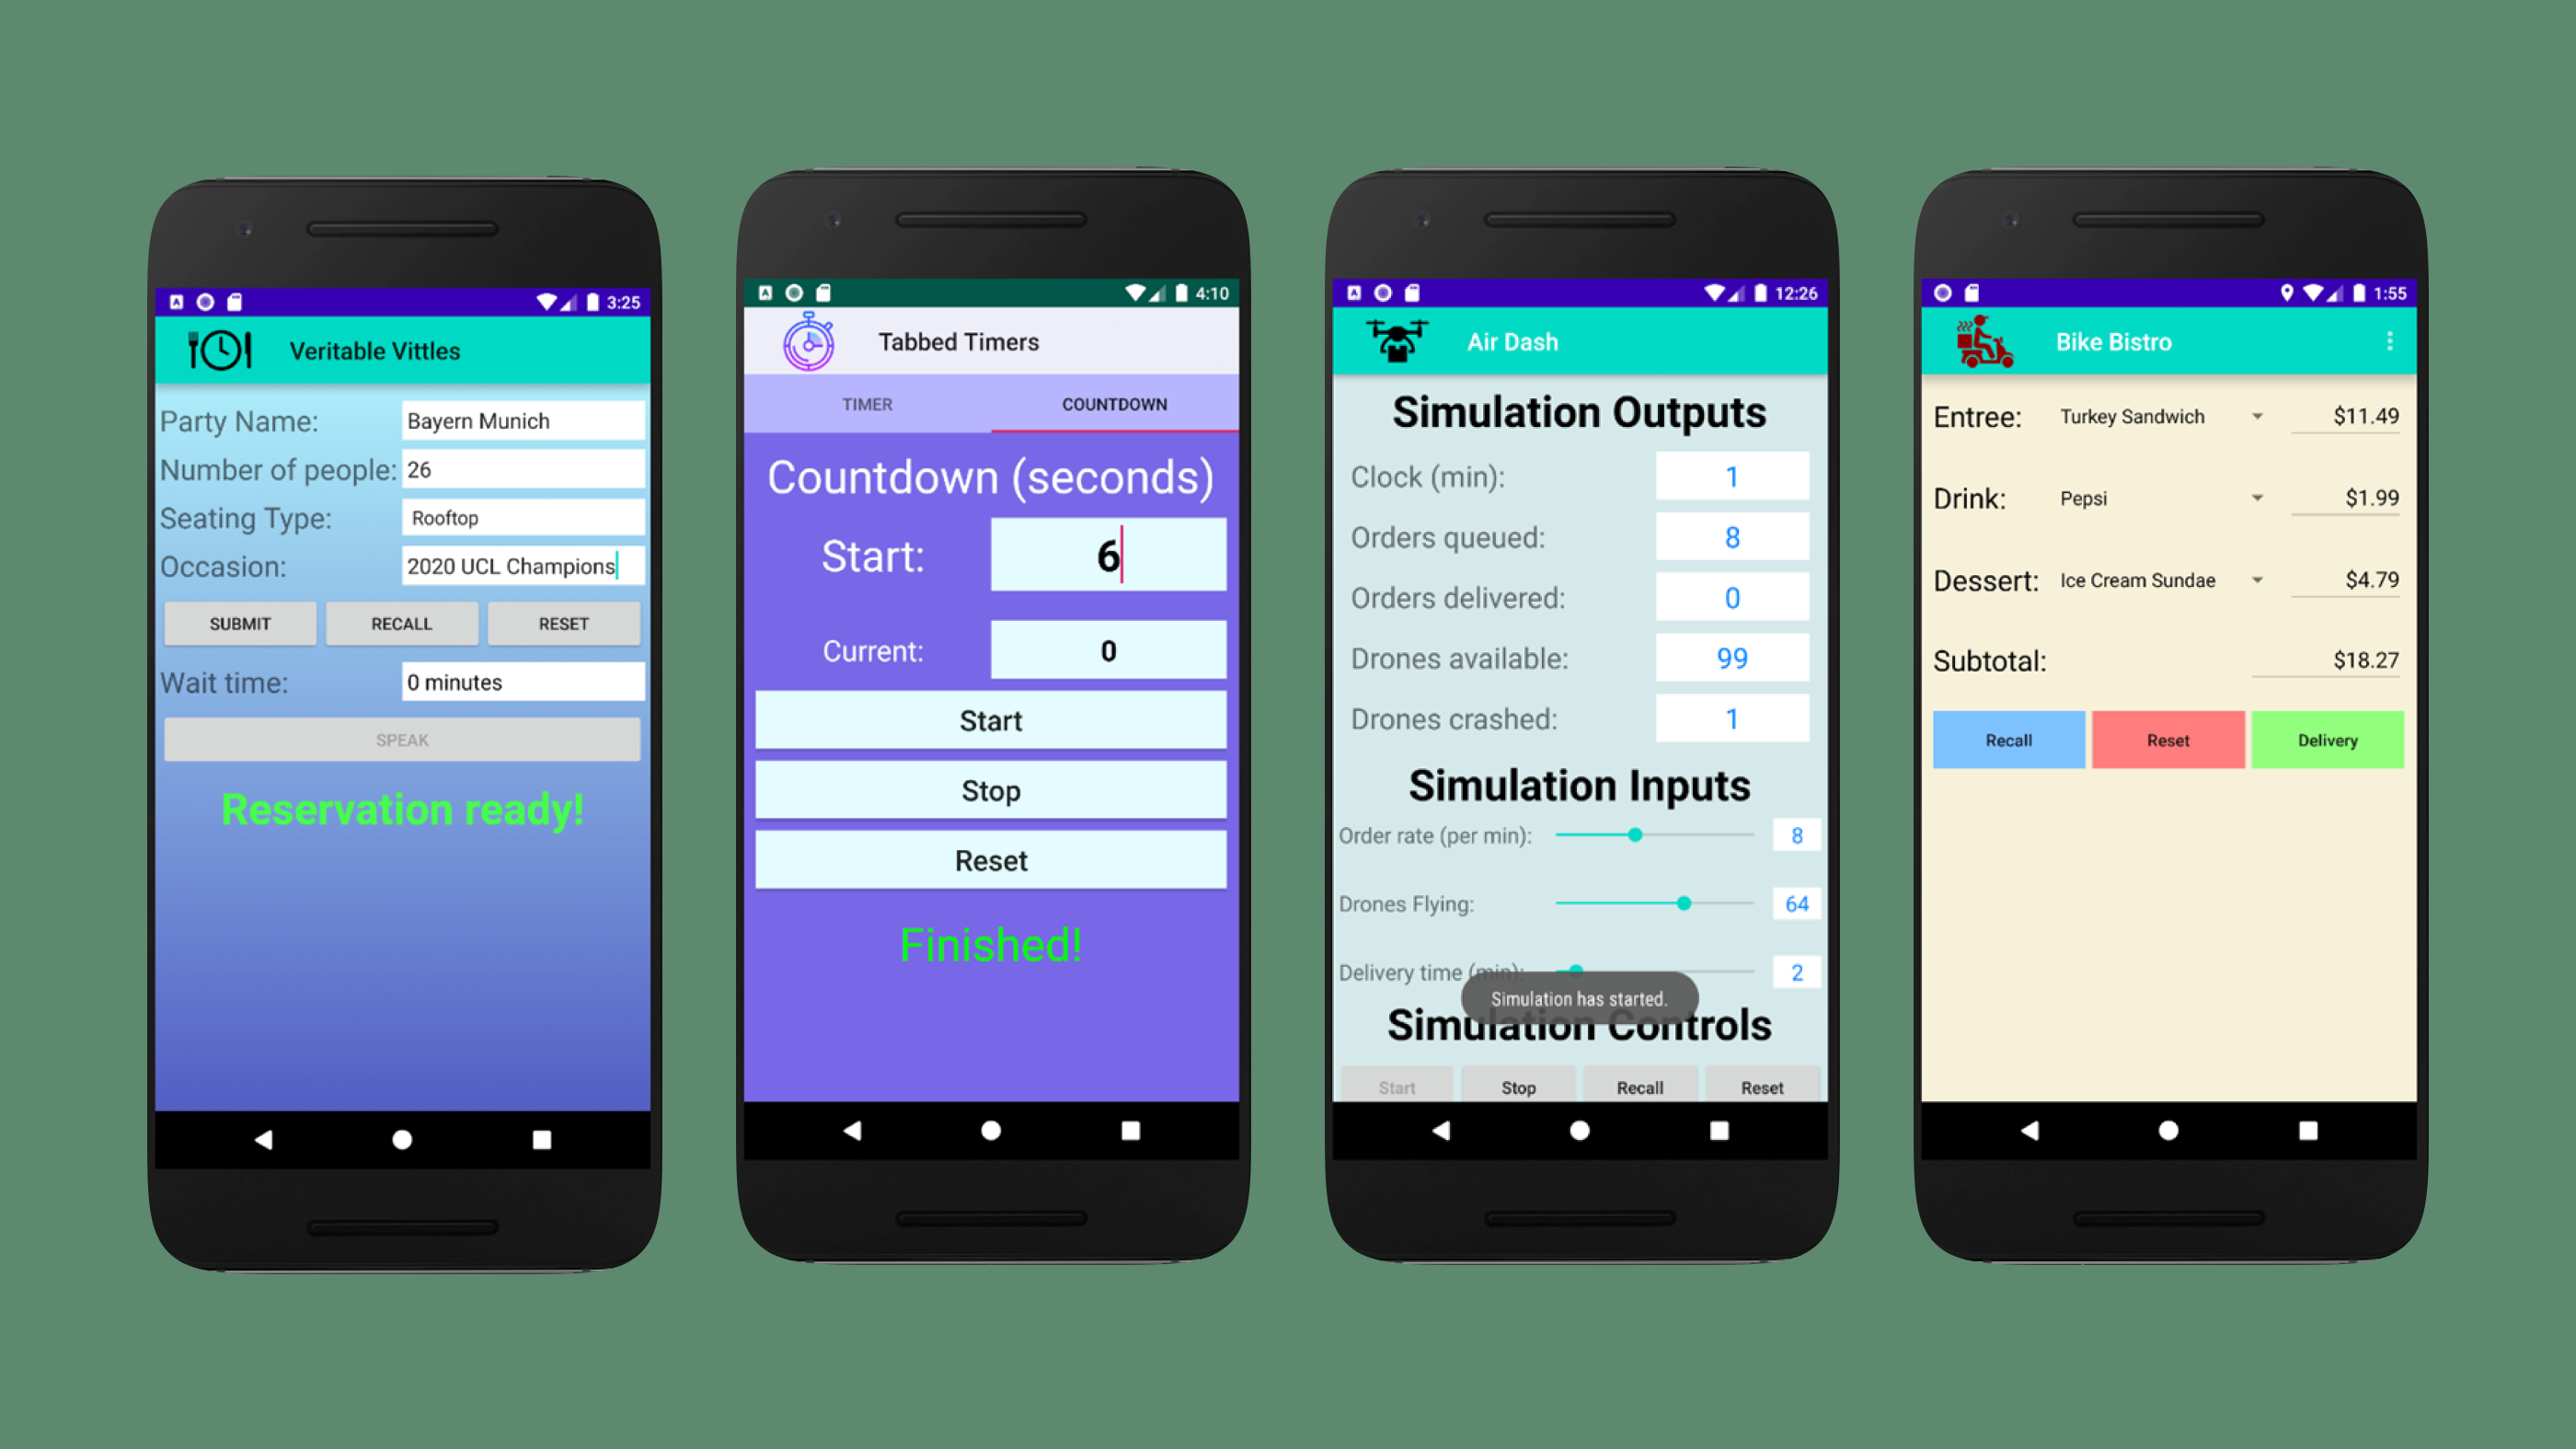 3:25
Veritable Vittles
Party Name: Bayern Munich
Number of people: 26
Seating Type: Rooftop
Occasion: 2020 UCL Champions
SUBMIT RECALL RESET
Wait time: 0 minutes
SPEAK
Reservation ready!
4:10
Tabbed Timers
TIMER COUNTDOWN
Countdown (seconds)
Start: 6
Current: 0
Start
Stop
Reset
Finished!
12:26
Air Dash
Simulation Outputs
Clock (min): 1
Orders queued: 8
Orders delivered: 0
Drones available: 99
Drones crashed: 1
Simulation Inputs
Order rate (per min): 8
Drones Flying: 64
Delivery time (min): 2
Simulation has started.
Simulation Controls
Start Stop Recall Reset
1:55
Bike Bistro
Entree: Turkey Sandwich $11.49
Drink: Pepsi $1.99
Dessert: Ice Cream Sundae $4.79
Subtotal: $18.27
Recall Reset Delivery